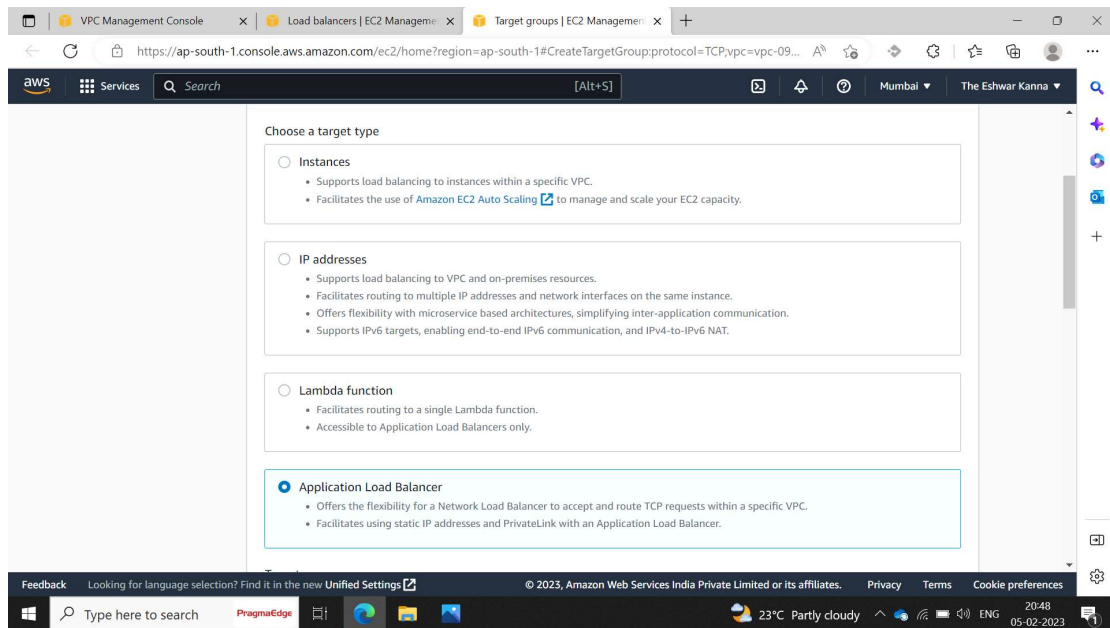 VPC Management Console
Load balancers | EC2 Manageme
Target groups | EC2 Management
https://ap-south-1.console.aws.amazon.com/ec2/home?region=ap-south-1#CreateTargetGroup:protocol=TCP;vpc=vpc-09...
aws Services Search [Alt+S] Mumbai ▼ The Eshwar Kanna ▼
Choose a target type
Instances
• Supports load balancing to instances within a specific VPC.
• Facilitates the use of Amazon EC2 Auto Scaling to manage and scale your EC2 capacity.
IP addresses
• Supports load balancing to VPC and on-premises resources.
• Facilitates routing to multiple IP addresses and network interfaces on the same instance.
• Offers flexibility with microservice based architectures, simplifying inter-application communication.
• Supports IPv6 targets, enabling end-to-end IPv6 communication, and IPv4-to-IPv6 NAT.
Lambda function
• Facilitates routing to a single Lambda function.
• Accessible to Application Load Balancers only.
Application Load Balancer
• Offers the flexibility for a Network Load Balancer to accept and route TCP requests within a specific VPC.
• Facilitates using static IP addresses and PrivateLink with an Application Load Balancer.
Feedback Looking for language selection? Find it in the new Unified Settings © 2023, Amazon Web Services India Private Limited or its affiliates. Privacy Terms Cookie preferences
Type here to search PragmaEdge 23°C Partly cloudy ENG 20:48
05-02-2023